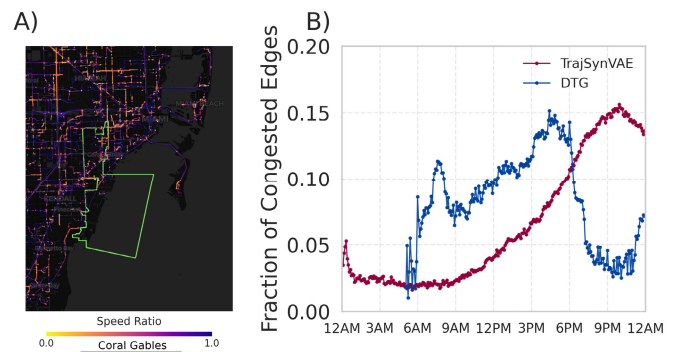 A)
Speed Ratio
0.0
1.0
Coral Gables
B)
Fraction of Congested Edges
0.20
0.15
0.10
0.05
0.00
TrajSynVAE
DTG
12AM 3AM 6AM 9AM 12PM 3PM 6PM 9PM 12AM